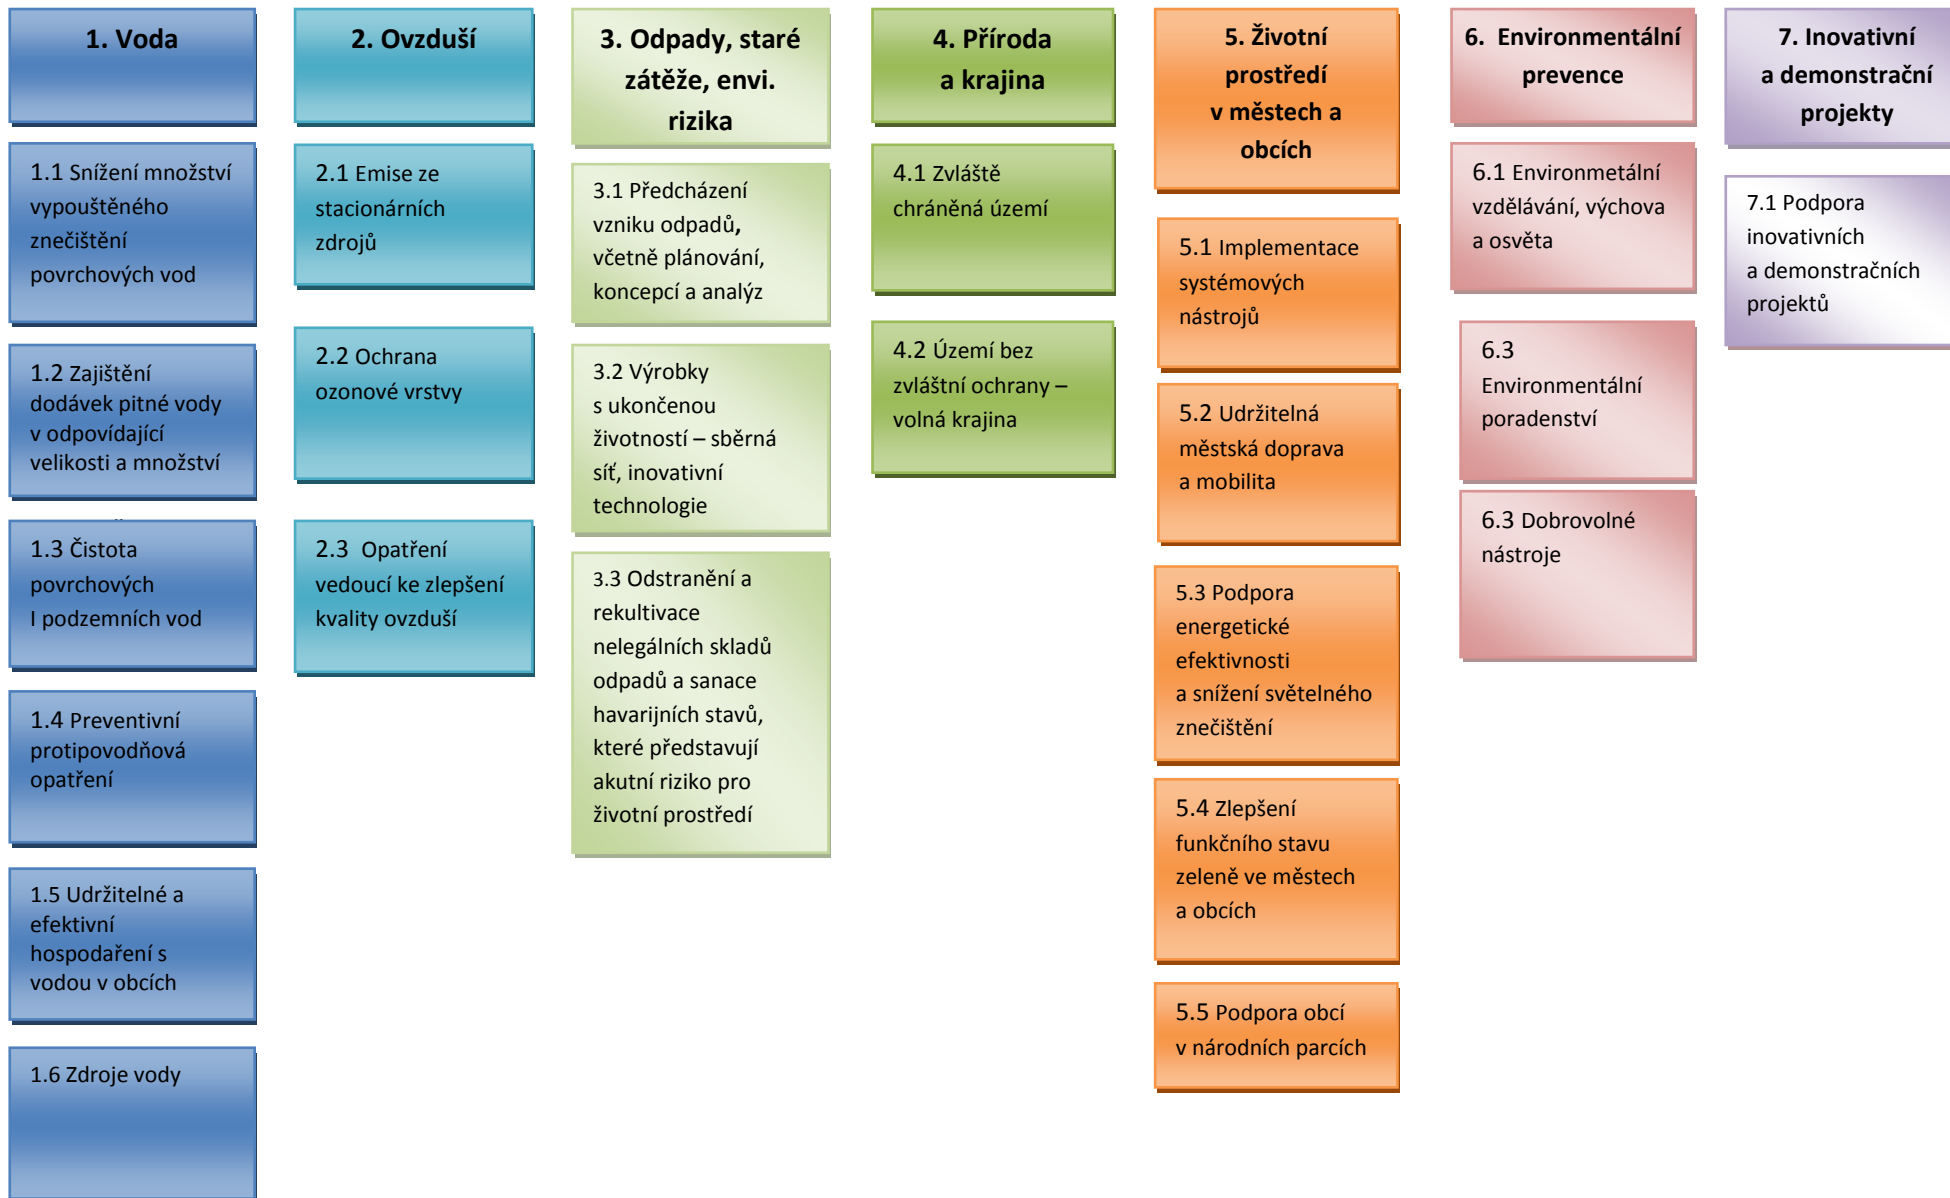 1. Voda
1.1 Snížení množství
vypouštěného
znečištění
povrchových vod
1.2 Zajištění
dodávek pitné vody
v odpovídající
velikosti a množství
1.3 Čistota
povrchových
I podzemních vod
1.4 Preventivní
protipovodňová
opatření
1.5 Udržitelné a
efektivní
hospodaření s
vodou v obcích
1.6 Zdroje vody
2. Ovzduší
2.1 Emise ze
stacionárních
zdrojů
2.2 Ochrana
ozonové vrstvy
2.3 Opatření
vedoucí ke zlepšení
kvality ovzduší
3. Odpady, staré
zátěže, envi.
rizika
3.1 Předcházení
vzniku odpadů,
včetně plánování,
koncepcí a analýz
3.2 Výrobky
s ukončenou
životností – sběrná
síť, inovativní
technologie
3.3 Odstranění a
rekultivace
nelegálních skladů
odpadů a sanace
havarijních stavů,
které představují
akutní riziko pro
životní prostředí
4. Příroda
a krajina
4.1 Zvláště
chráněná území
4.2 Území bez
zvláštní ochrany –
volná krajina
5. Životní
prostředí
v městech a
obcích
5.1 Implementace
systémových
nástrojů
5.2 Udržitelná
městská doprava
a mobilita
5.3 Podpora
energetické
efektivnosti
a snížení světelného
znečištění
5.4 Zlepšení
funkčního stavu
zeleně ve městech
a obcích
5.5 Podpora obcí
v národních parcích
6. Environmentální
prevence
6.1 Environmetální
vzdělávání, výchova
a osvěta
6.3
Environmentální
poradenství
6.3 Dobrovolné
nástroje
7. Inovativní
a demonstrační
projekty
7.1 Podpora
inovativních
a demonstračních
projektů